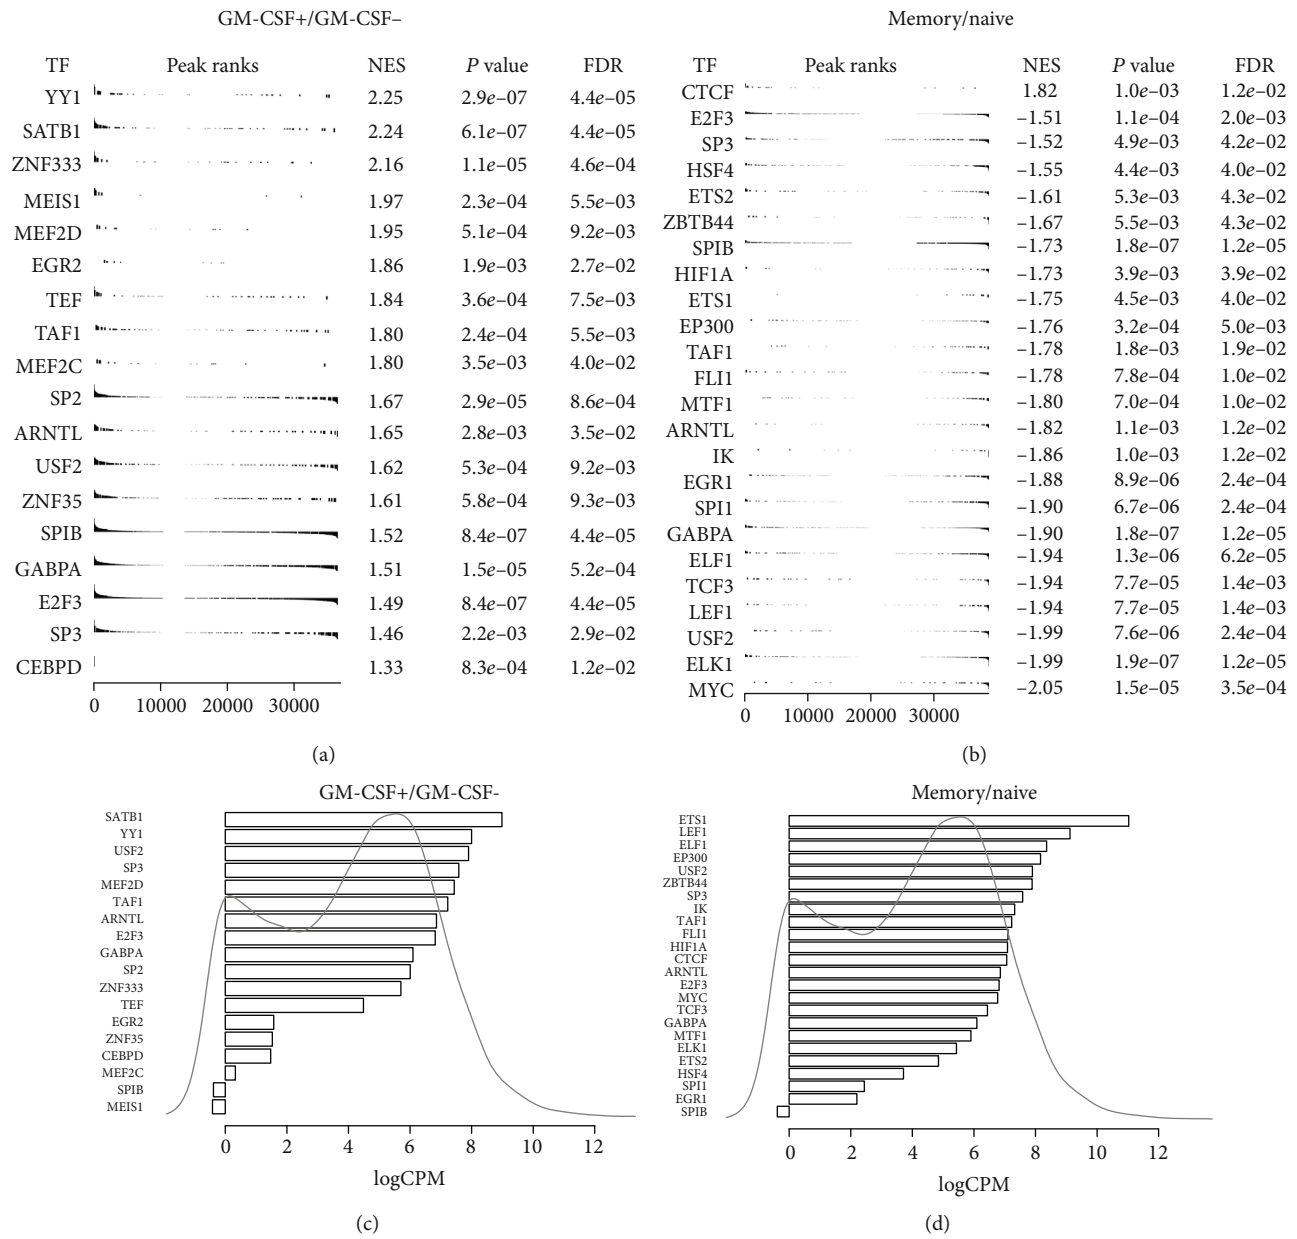 GM-CSF+/GM-CSF–
TF Peak ranks NES P value FDR
YY1 2.25 2.9e–07 4.4e–05
SATB1 2.24 6.1e–07 4.4e–05
ZNF333 2.16 1.1e–05 4.6e–04
MEIS1 1.97 2.3e–04 5.5e–03
MEF2D 1.95 5.1e–04 9.2e–03
EGR2 1.86 1.9e–03 2.7e–02
TEF 1.84 3.6e–04 7.5e–03
TAF1 1.80 2.4e–04 5.5e–03
MEF2C 1.80 3.5e–03 4.0e–02
SP2 1.67 2.9e–05 8.6e–04
ARNTL 1.65 2.8e–03 3.5e–02
USF2 1.62 5.3e–04 9.2e–03
ZNF35 1.61 5.8e–04 9.3e–03
SPIB 1.52 8.4e–07 4.4e–05
GABPA 1.51 1.5e–05 5.2e–04
E2F3 1.49 8.4e–07 4.4e–05
SP3 1.46 2.2e–03 2.9e–02
CEBPD 1.33 8.3e–04 1.2e–02
0 10000 20000 30000
(a)
Memory/naive
TF Peak ranks NES P value FDR
CTCF 1.82 1.0e–03 1.2e–02
E2F3 –1.51 1.1e–04 2.0e–03
SP3 –1.52 4.9e–03 4.2e–02
HSF4 –1.55 4.4e–03 4.0e–02
ETS2 –1.61 5.3e–03 4.3e–02
ZBTB44 –1.67 5.5e–03 4.3e–02
SPIB –1.73 1.8e–07 1.2e–05
HIF1A –1.73 3.9e–03 3.9e–02
ETS1 –1.75 4.5e–03 4.0e–02
EP300 –1.76 3.2e–04 5.0e–03
TAF1 –1.78 1.8e–03 1.9e–02
FLI1 –1.78 7.8e–04 1.0e–02
MTF1 –1.80 7.0e–04 1.0e–02
ARNTL –1.82 1.1e–03 1.2e–02
IK –1.86 1.0e–03 1.2e–02
EGR1 –1.88 8.9e–06 2.4e–04
SPI1 –1.90 6.7e–06 2.4e–04
GABPA –1.90 1.8e–07 1.2e–05
ELF1 –1.94 1.3e–06 6.2e–05
TCF3 –1.94 7.7e–05 1.4e–03
LEF1 –1.94 7.7e–05 1.4e–03
USF2 –1.99 7.6e–06 2.4e–04
ELK1 –1.99 1.9e–07 1.2e–05
MYC –2.05 1.5e–05 3.5e–04
0 10000 20000 30000
(b)
GM-CSF+/GM-CSF-
SATB1
YY1
USF2
SP3
MEF2D
TAF1
ARNTL
E2F3
GABPA
SP2
ZNF333
TEF
EGR2
ZNF35
CEBPD
MEF2C
SPIB
MEIS1
0 2 4 6 8 10 12
logCPM
(c)
Memory/naive
ETS1
LEF1
ELF1
EP300
USF2
ZBTB44
SP3
IK
TAF1
FLI1
HIF1A
CTCF
ARNTL
E2F3
MYC
TCF3
GABPA
MTF1
ELK1
ETS2
HSF4
SPI1
EGR1
SPIB
0 2 4 6 8 10 12
logCPM
(d)